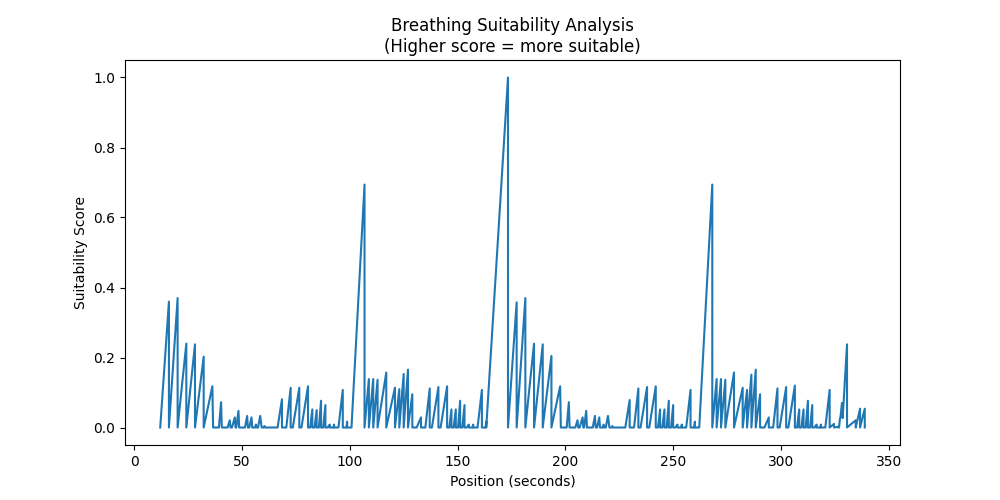 Breathing Suitability Analysis
(Higher score = more suitable)
Suitability Score
1.0
0.8
0.6
0.4
0.2
0.0
0 50 100 150 200 250 300 350
Position (seconds)